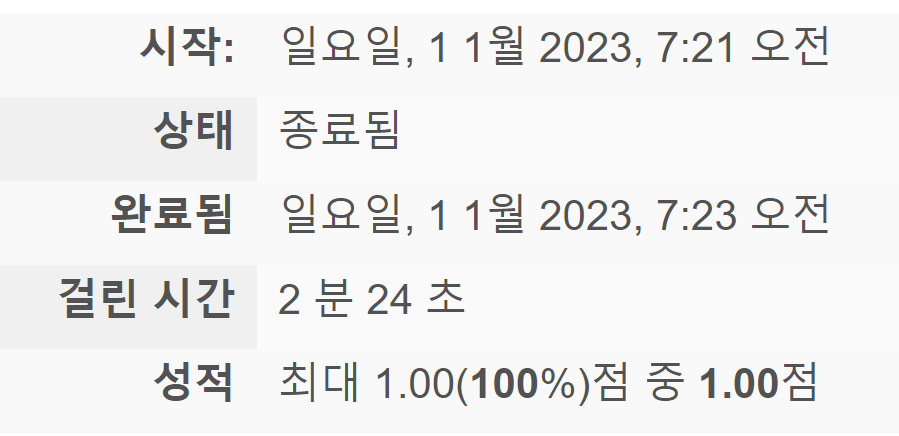 시작: 일요일, 1 1월 2023, 7:21 오전
상태 종료됨
완료됨 일요일, 1 1월 2023, 7:23 오전
걸린 시간 2 분 24 초
성적 최대 1.00(100%)점 중 1.00점